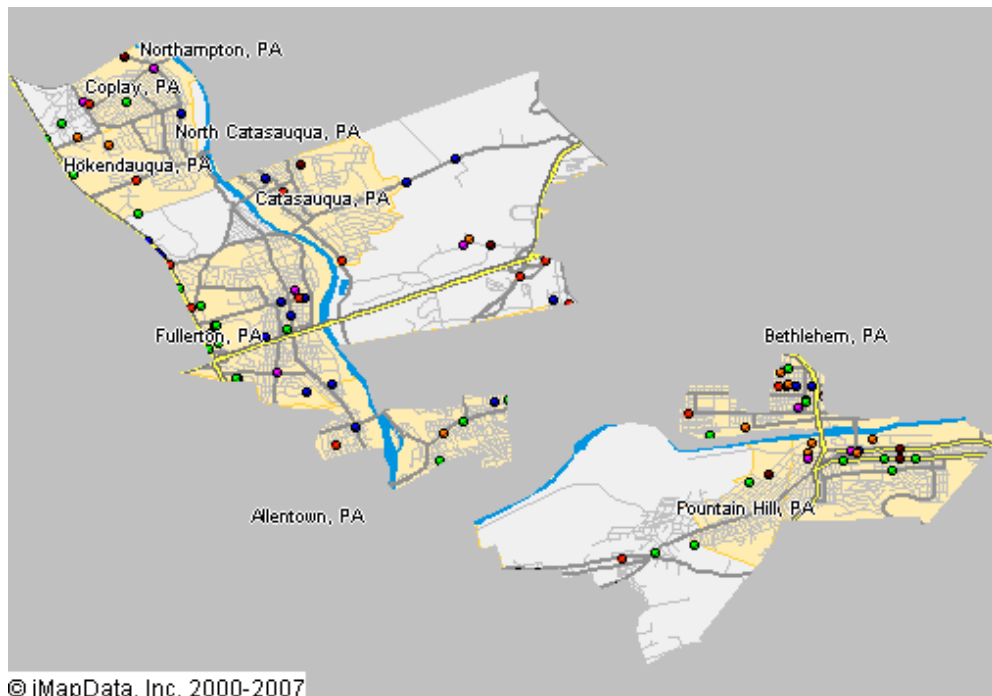 Northampton, PA
Coplay, PA
North Catasauqua, PA
Hokendauqua, PA
Catasauqua, PA
Fullerton, PA
Bethlehem, PA
Allentown, PA
Fountain Hill, PA
© iMapData, Inc. 2000-2007